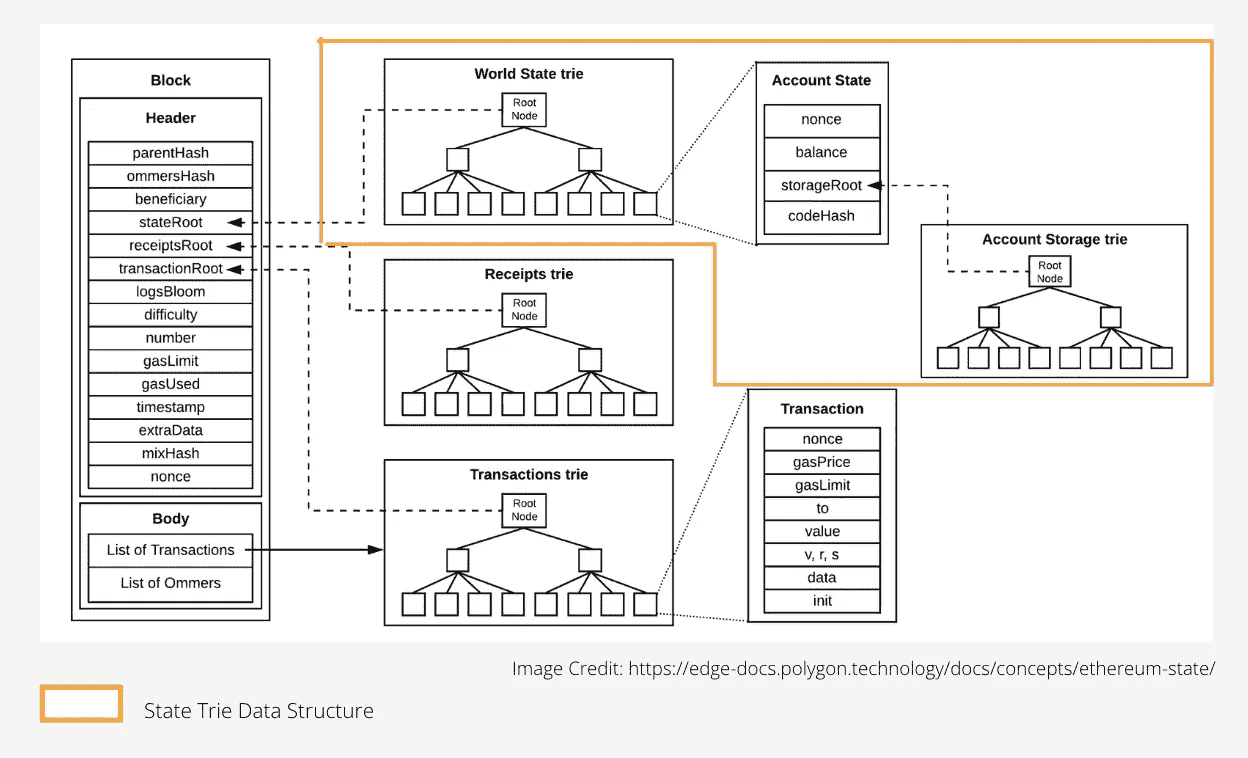 Block
Header
parentHash
ommersHash
beneficiary
stateRoot
receiptsRoot
transactionRoot
logsBloom
difficulty
number
gasLimit
gasUsed
timestamp
extraData
mixHash
nonce
Body
List of Transactions
List of Ommers
World State trie
Root
Node
Receipts trie
Root
Node
Transactions trie
Root
Node
Account State
nonce
balance
storageRoot
codeHash
Account Storage trie
Root
Node
Transaction
nonce
gasPrice
gasLimit
to
value
v, r, s
data
init
Image Credit: https://edge-docs.polygon.technology/docs/concepts/ethereum-state/
State Trie Data Structure